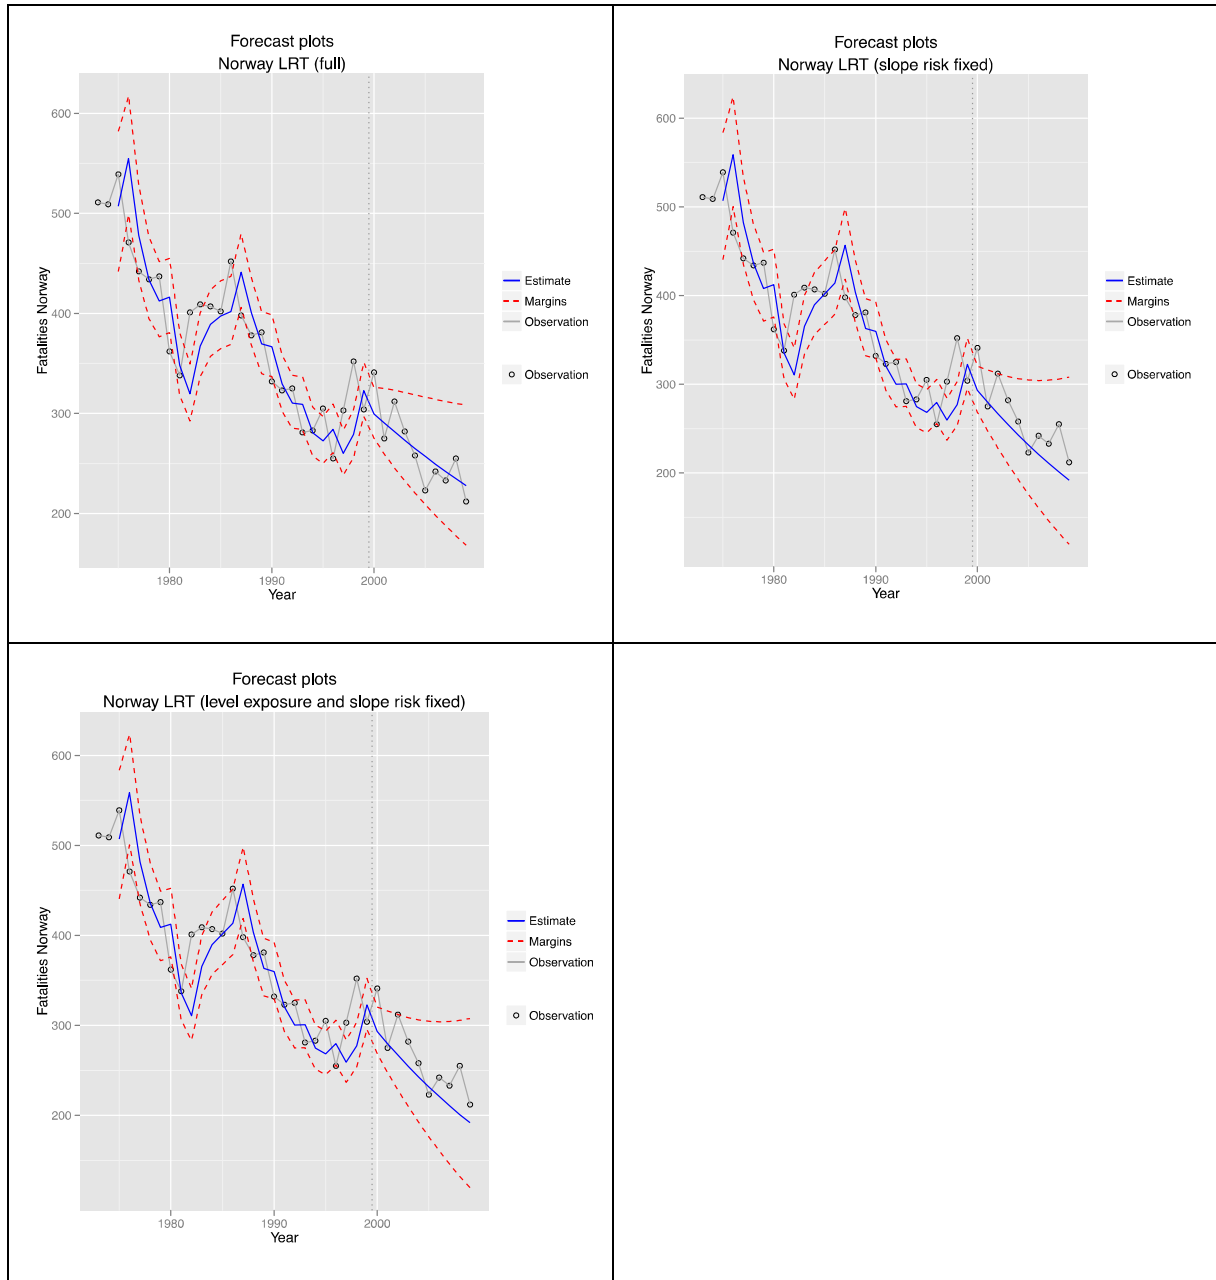 Forecast plots
Norway LRT (full)
600
500
400
300
200
Fatalities Norway
1980
1990
2000
Year
Estimate
Margins
Observation
Observation
Forecast plots
Norway LRT (slope risk fixed)
600
500
400
300
200
Fatalities Norway
1980
1990
2000
Year
Estimate
Margins
Observation
Observation
Forecast plots
Norway LRT (level exposure and slope risk fixed)
600
500
400
300
200
Fatalities Norway
1980
1990
2000
Year
Estimate
Margins
Observation
Observation